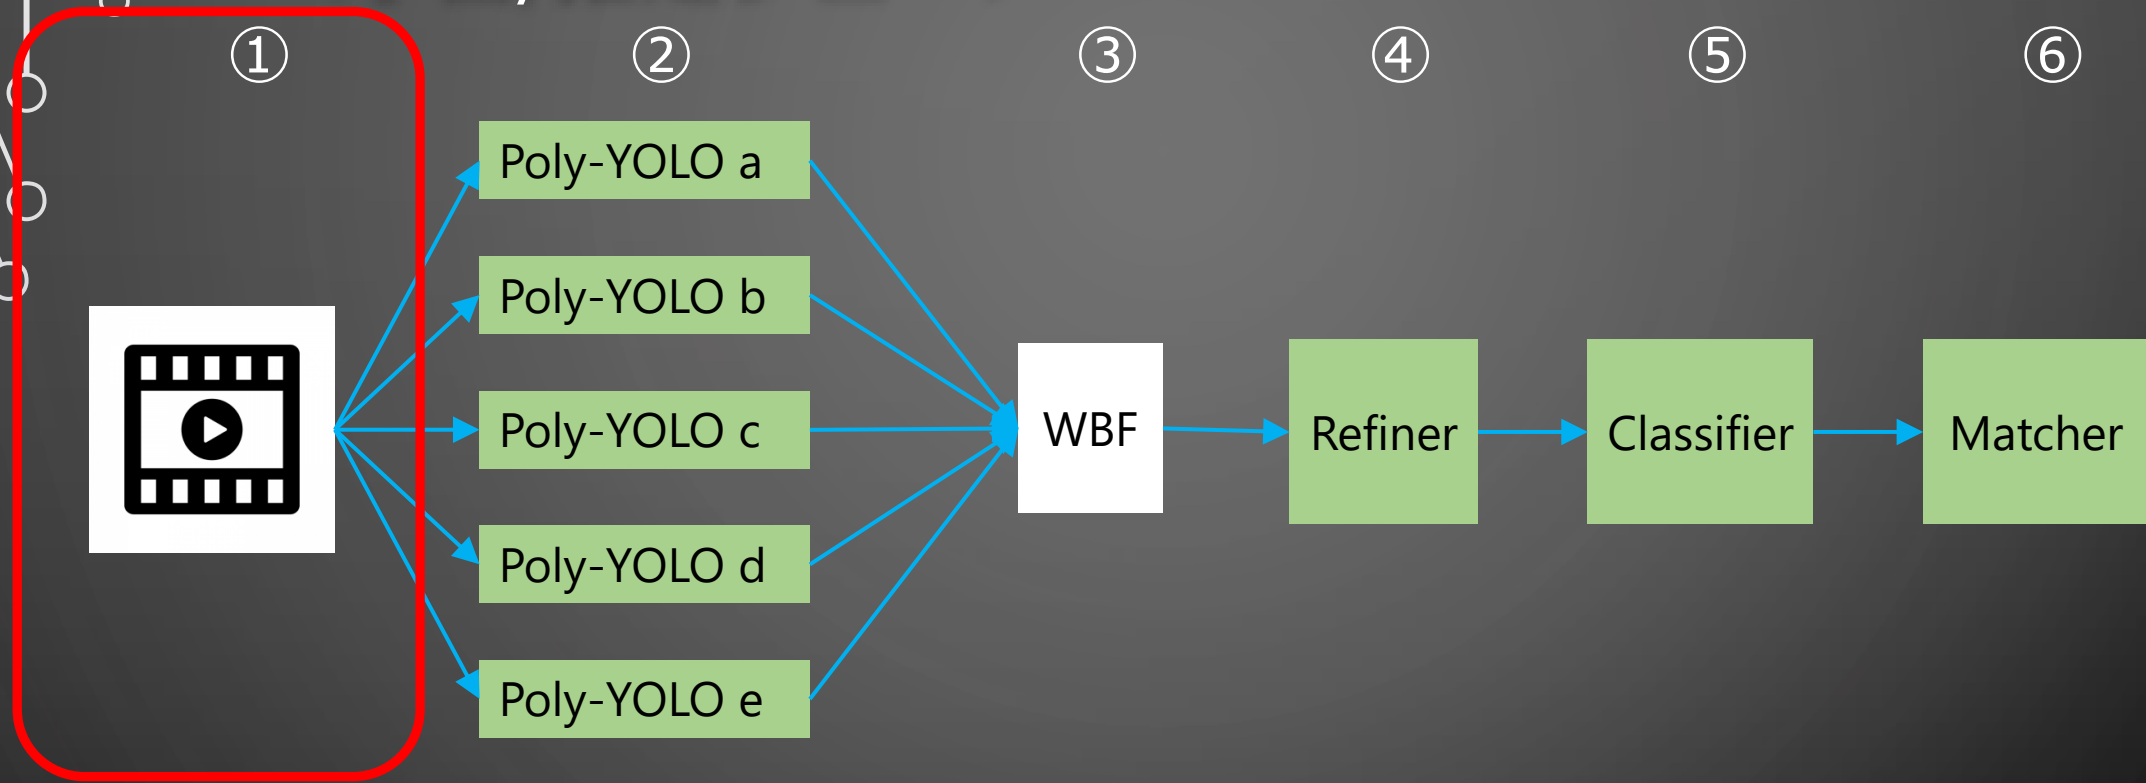 ① ② ③ ④ ⑤ ⑥
Poly-YOLO a
Poly-YOLO b
Poly-YOLO c
Poly-YOLO d
Poly-YOLO e
WBF
Refiner
Classifier
Matcher